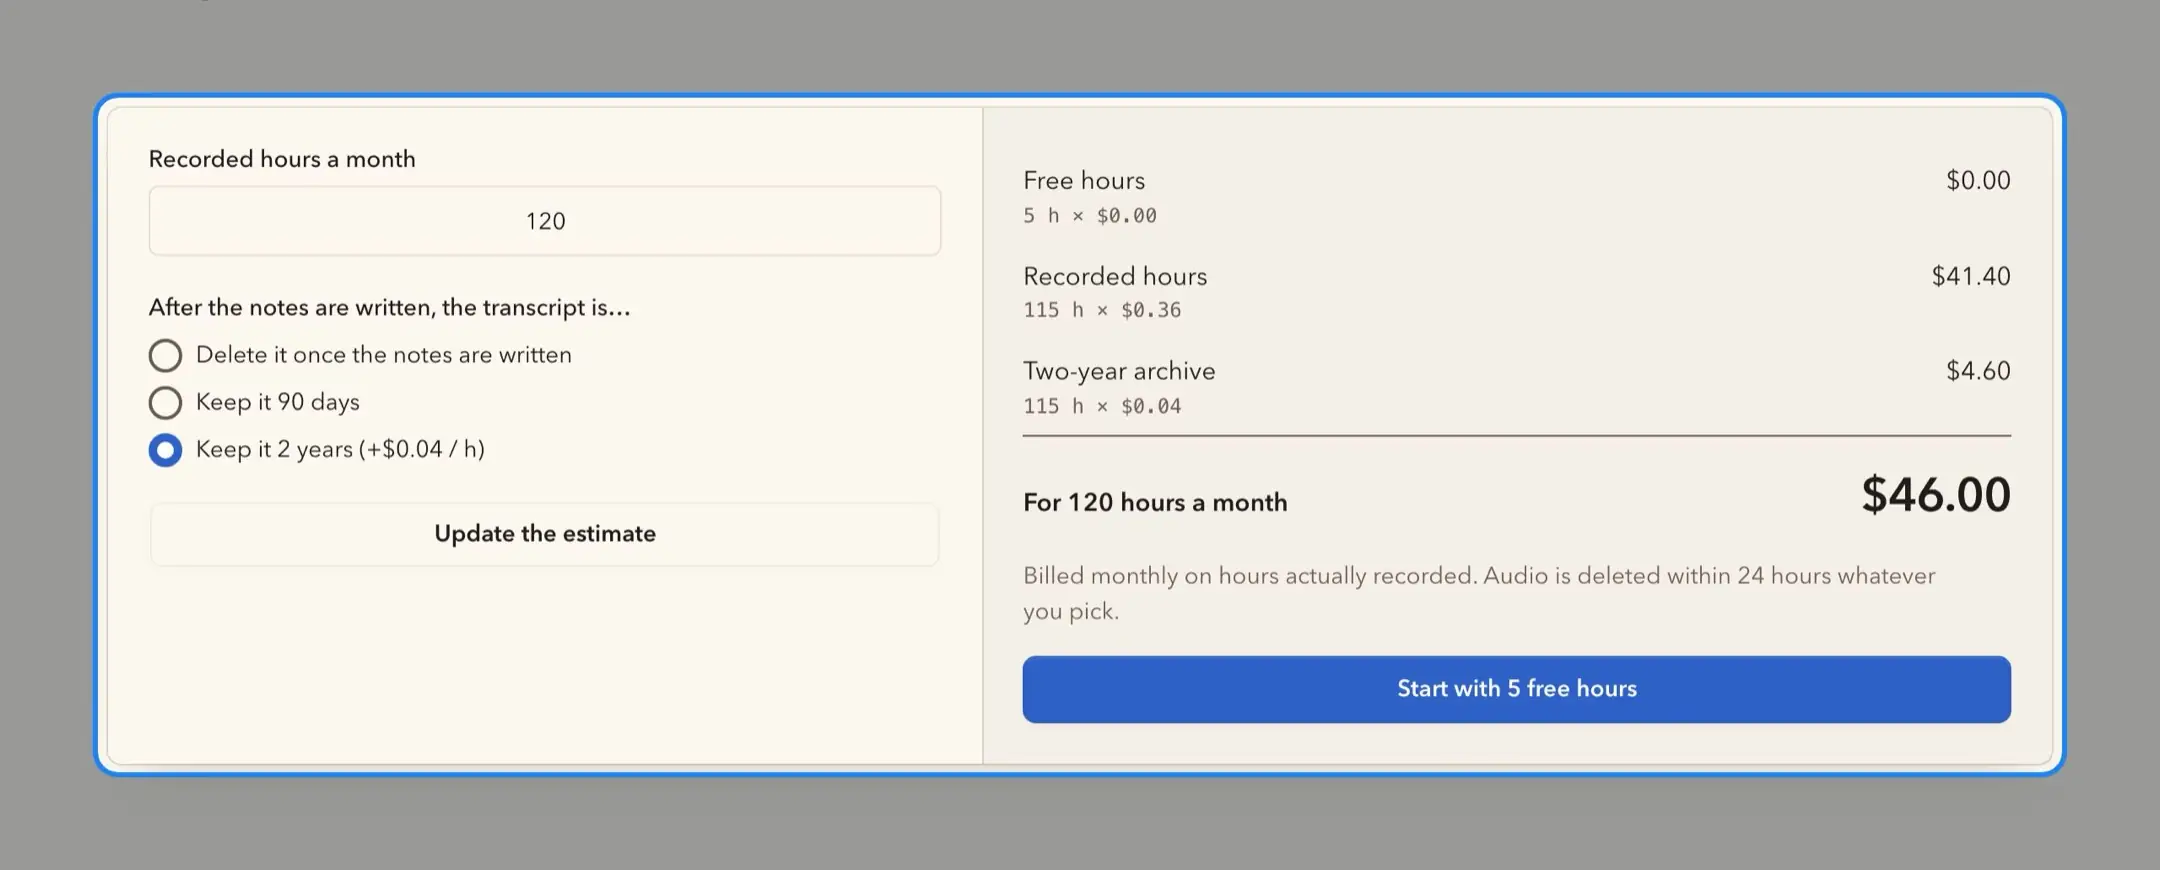 Recorded hours a month
120
After the notes are written, the transcript is...
Delete it once the notes are written
Keep it 90 days
Keep it 2 years (+$0.04 / h)
Update the estimate
Free hours
$0.00
5 h × $0.00
Recorded hours
$41.40
115 h × $0.36
Two-year archive
$4.60
115 h × $0.04
For 120 hours a month
$46.00
Billed monthly on hours actually recorded. Audio is deleted within 24 hours whatever
you pick.
Start with 5 free hours